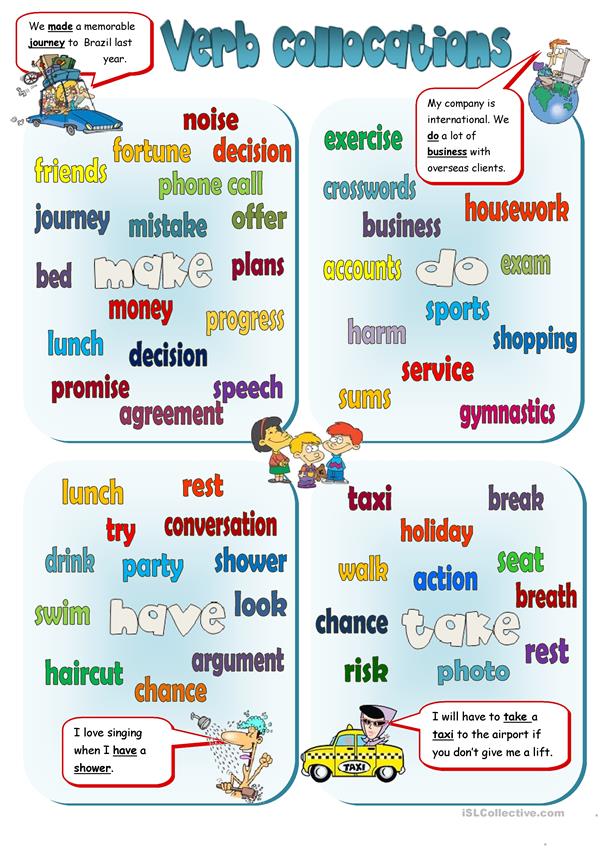 Verb collocations
We made a memorable
journey to Brazil last
year.
My company is
international. We
do a lot of
business with
overseas clients.
noise
fortune decision
friends
phone call
journey mistake offer
bed make plans
money
progress
lunch
decision
promise speech
agreement
exercise
crosswords
housework
business
accounts do exam
sports
harm
shopping
service
sums
gymnastics
lunch rest
try conversation
drink party shower
swim have look
haircut argument
chance
I love singing
when I have a
shower.
taxi break
holiday
walk action seat
breath
chance take
rest
risk photo
I will have to take a
taxi to the airport if
you don't give me a lift.
TAXI
iSLCollective.com